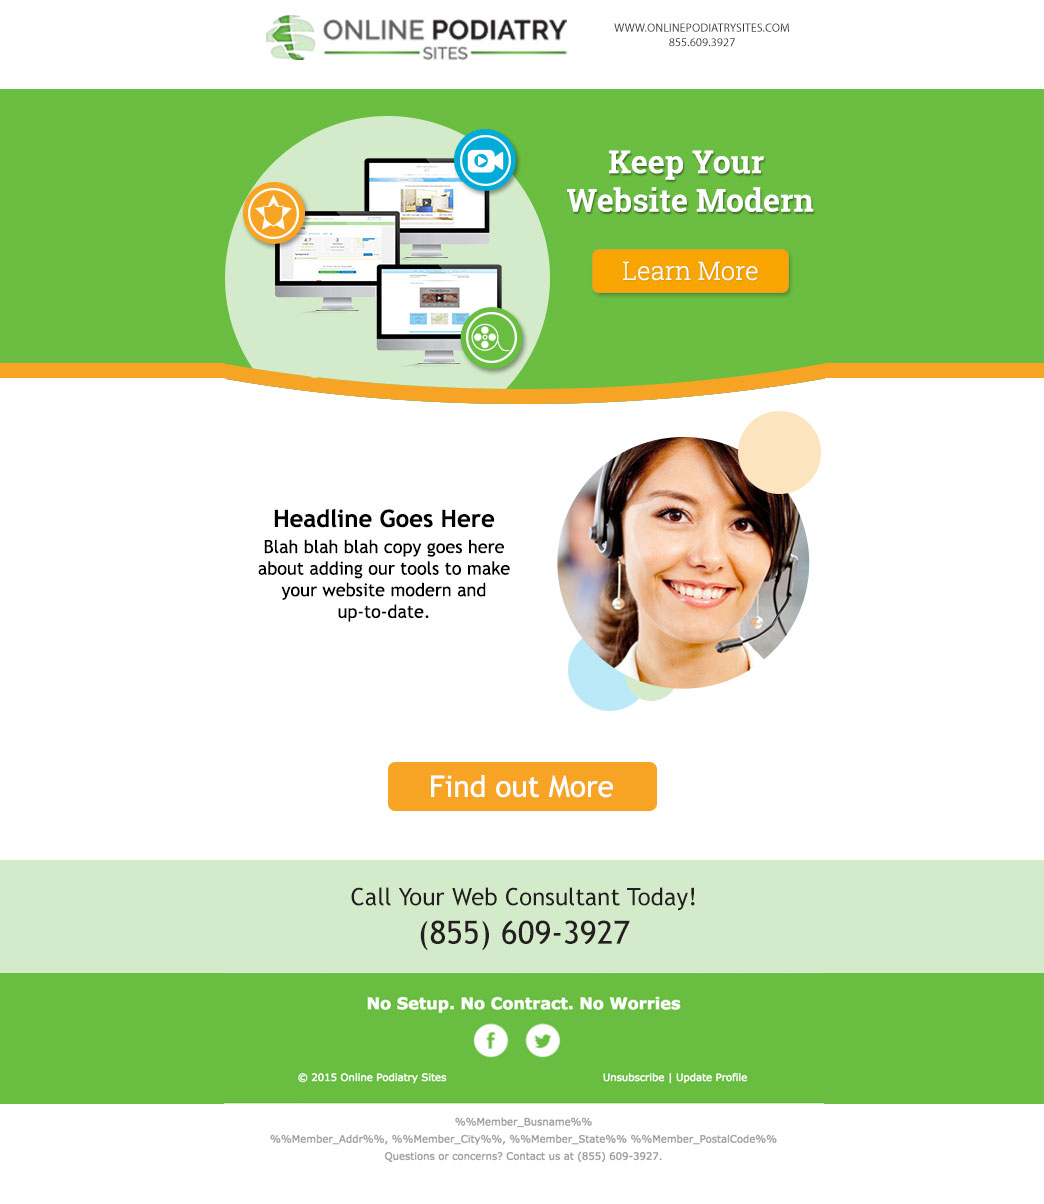 ONLINE PODIATRY
SITES
WWW.ONLINEPODIATRYSITES.COM
855.609.3927
Keep Your
Website Modern
Learn More
Headline Goes Here
Blah blah blah copy goes here
about adding our tools to make
your website modern and
up-to-date.
Find out More
Call Your Web Consultant Today!
(855) 609-3927
No Setup. No Contract. No Worries
© 2015 Online Podiatry Sites
Unsubscribe | Update Profile
%%Member_Busname%%
%%Member_Addr%%, %%Member_City%%, %%Member_State%% %%Member_PostalCode%%
Questions or concerns? Contact us at (855) 609-3927.